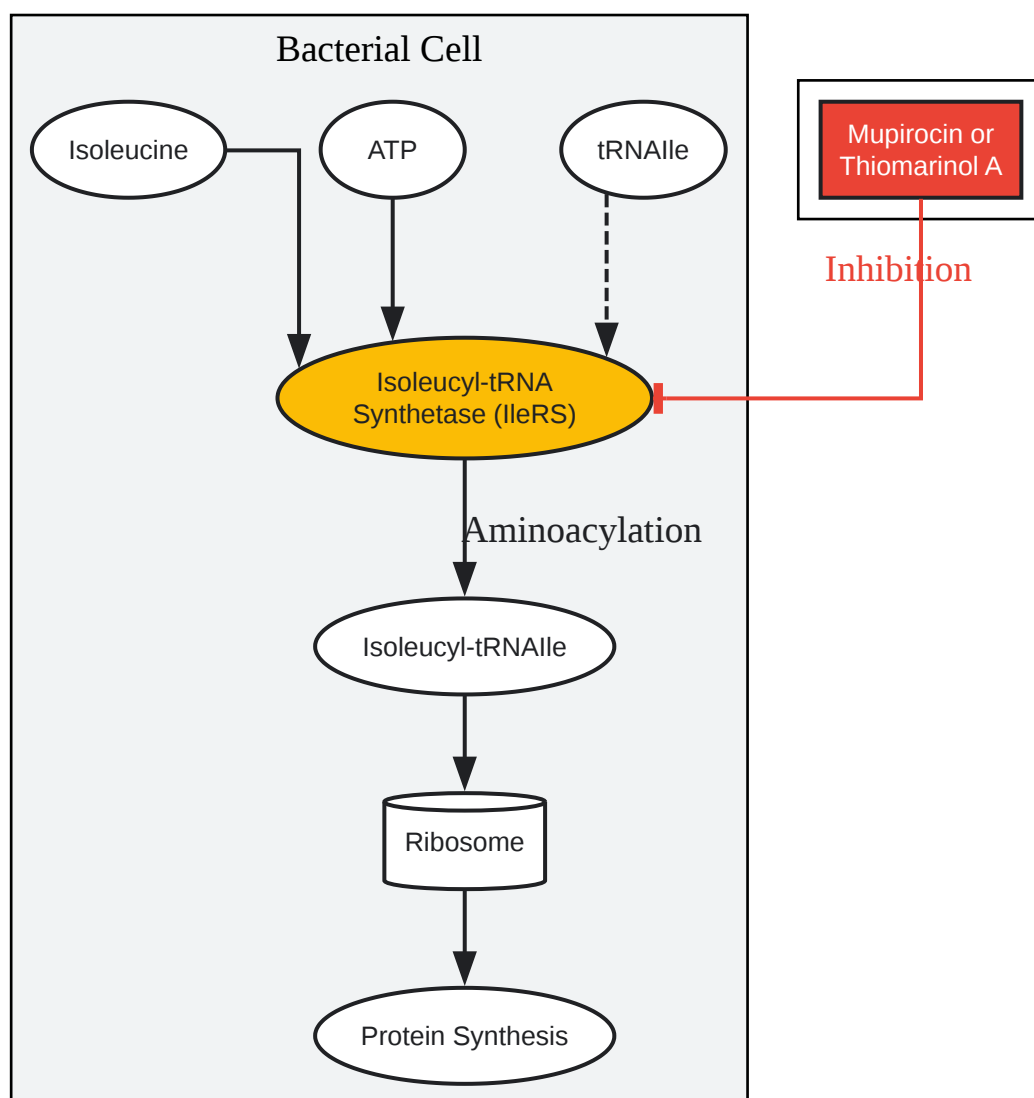 Bacterial Cell
Isoleucine
ATP
tRNAIle
Mupirocin or
Thiomarinol A
Inhibition
Isoleucyl-tRNA
Synthetase (IleRS)
Aminoacylation
Isoleucyl-tRNAIle
Ribosome
Protein Synthesis